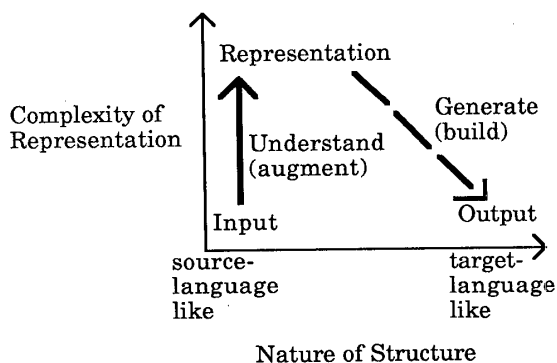 Representation
Complexity of
Representation
Generate
(build)
Understand
(augment)
Input
Output
source-
language
like
target-
language
like
Nature of Structure